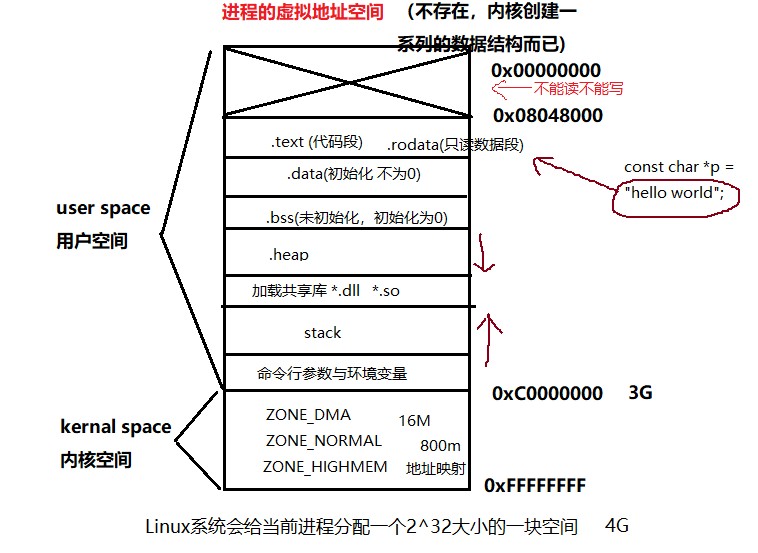 进程的虚拟地址空间 （不存在，内核创建一
系列的数据结构而已)
0x00000000
不能读不能写
0x08048000
.text (代码段) .rodata(只读数据段)
const char *p =
"hello world";
.data(初始化 不为0)
user space
用户空间
.bss(未初始化，初始化为0)
.heap
加载共享库 *.dll *.so
stack
命令行参数与环境变量
0xC0000000 3G
kernal space
内核空间
ZONE_DMA 16M
ZONE_NORMAL 800m
ZONE_HIGHMEM 地址映射
0xFFFFFFFF
Linux系统会给当前进程分配一个2^32大小的一块空间 4G